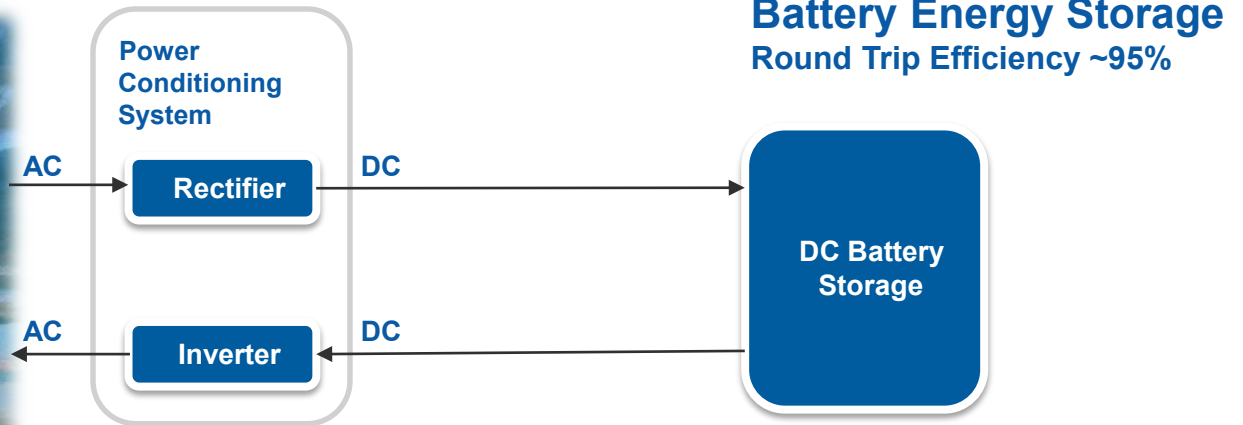 Battery Energy Storage
Round Trip Efficiency ~95%
Power
Conditioning
System
AC
Rectifier
DC
DC Battery
Storage
AC
Inverter
DC